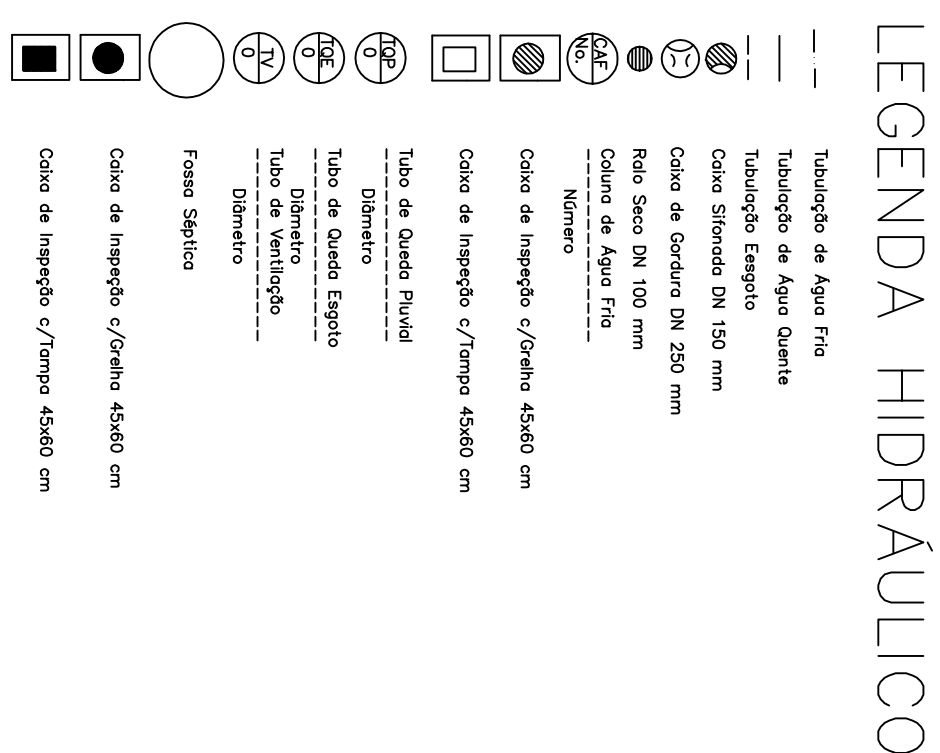 LEGENDA HIDRÁULICO
Tubulação de Água Fria
Tubulação de Água Quente
Tubulação Eesgoto
Caixa Sifonada DN 150 mm
Caixa de Gordura DN 250 mm
Ralo Seco DN 100 mm
CAF
No.
Coluna de Água Fria
Número
Caixa de Inspeção c/Grelha 45x60 cm
Caixa de Inspeção c/Tampa 45x60 cm
TQP
0
Tubo de Queda Pluvial
Diâmetro
TQE
0
Tubo de Queda Esgoto
Diâmetro
TV
0
Tubo de Ventilação
Diâmetro
Fossa Séptica
Caixa de Inspeção c/Grelha 45x60 cm
Caixa de Inspeção c/Tampa 45x60 cm